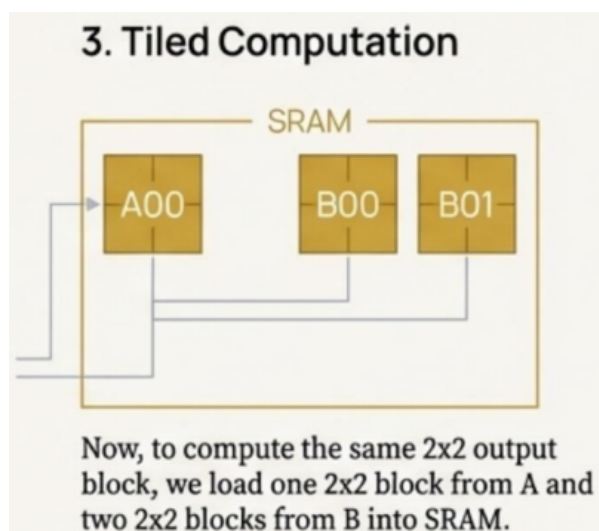 3. Tiled Computation
SRAM
A00 B00 B01
Now, to compute the same 2x2 output
block, we load one 2x2 block from A and
two 2x2 blocks from B into SRAM.